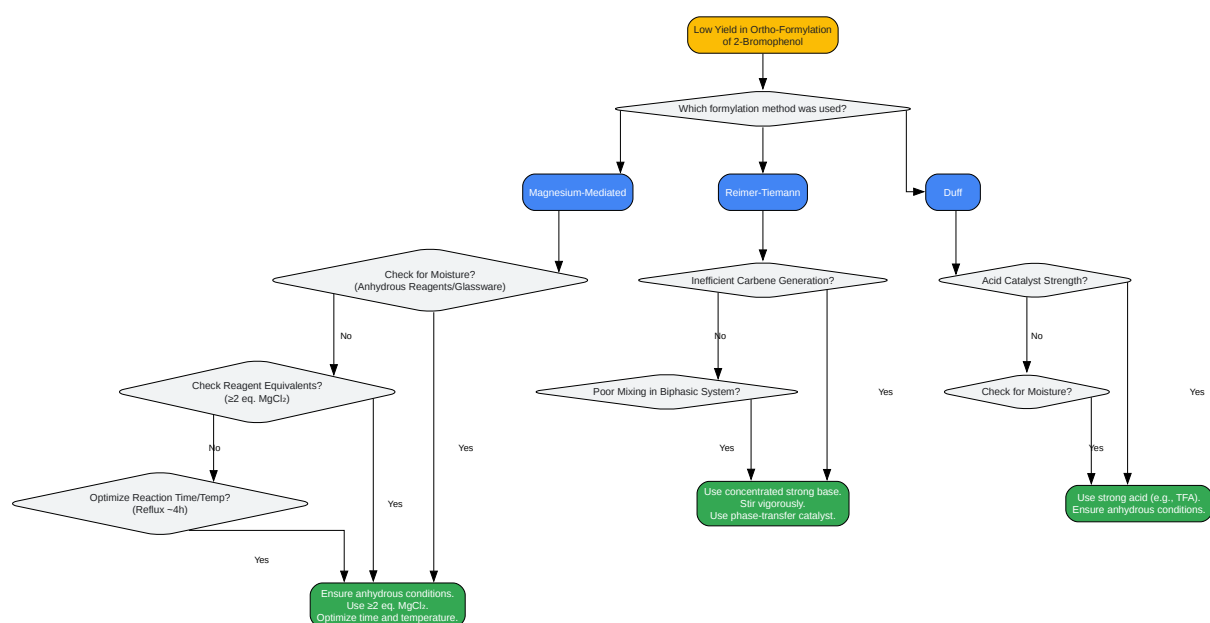 Low Yield in Ortho-Formylation
of 2-Bromophenol
Which formylation method was used?
Magnesium-Mediated
Reimer-Tiemann
Duff
Check for Moisture?
(Anhydrous Reagents/Glassware)
Inefficient Carbene Generation?
Acid Catalyst Strength?
No
No
No
Check Reagent Equivalents?
(≥2 eq. MgCl₂)
Poor Mixing in Biphasic System?
Yes
Check for Moisture?
Yes
No
Yes
Yes
Yes
Optimize Reaction Time/Temp?
(Reflux ~4h)
Yes
Use concentrated strong base.
Stir vigorously.
Use phase-transfer catalyst.
Use strong acid (e.g., TFA).
Ensure anhydrous conditions.
Yes
Ensure anhydrous conditions.
Use ≥2 eq. MgCl₂.
Optimize time and temperature.